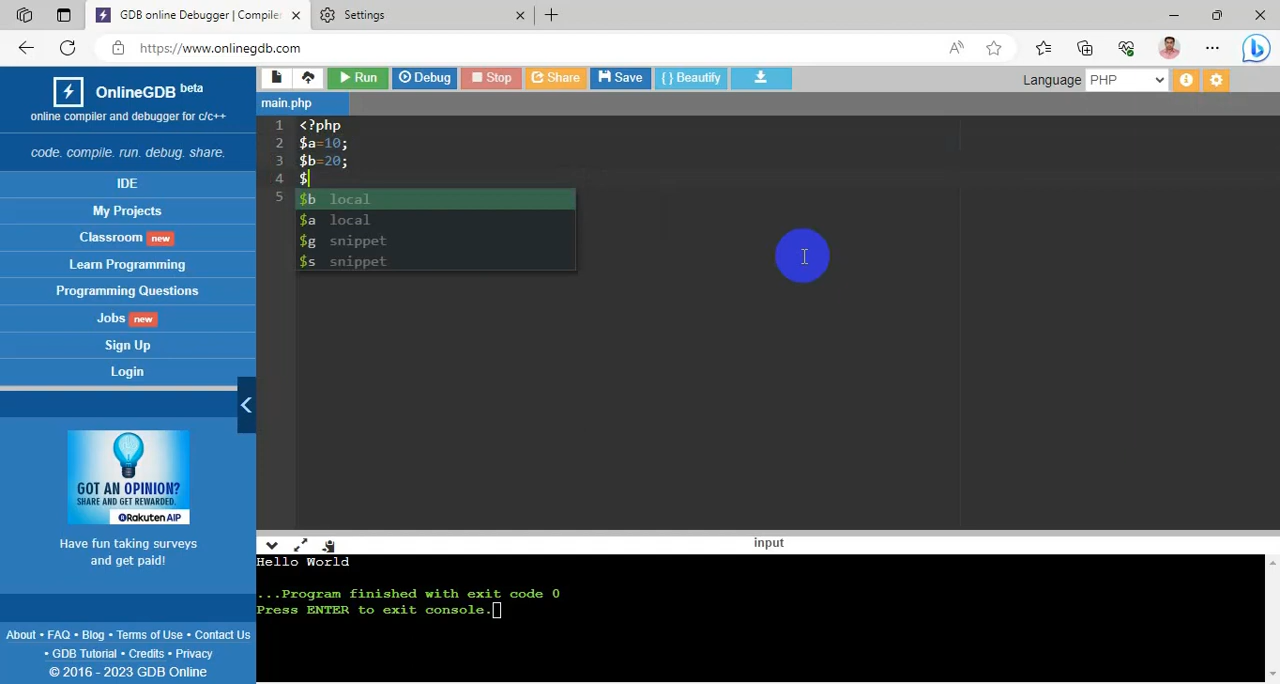 GDB online Debugger | Compiler
Settings
https://www.onlinegdb.com
OnlineGDB beta
online compiler and debugger for c/c++
code. compile. run. debug. share.
IDE
My Projects
Classroom new
Learn Programming
Programming Questions
Jobs new
Sign Up
Login
GOT AN OPINION?
SHARE AND GET REWARDED.
Rakuten AIP
Have fun taking surveys
and get paid!
About • FAQ • Blog • Terms of Use • Contact Us
• GDB Tutorial • Credits • Privacy
© 2016 - 2023 GDB Online
Run Debug Stop Share Save { } Beautify
Language PHP
main.php
1 <?php
2 $a=10;
3 $b=20;
4 $
5
$b local
$a local
$g snippet
$s snippet
input
Hello World
...Program finished with exit code 0
Press ENTER to exit console.